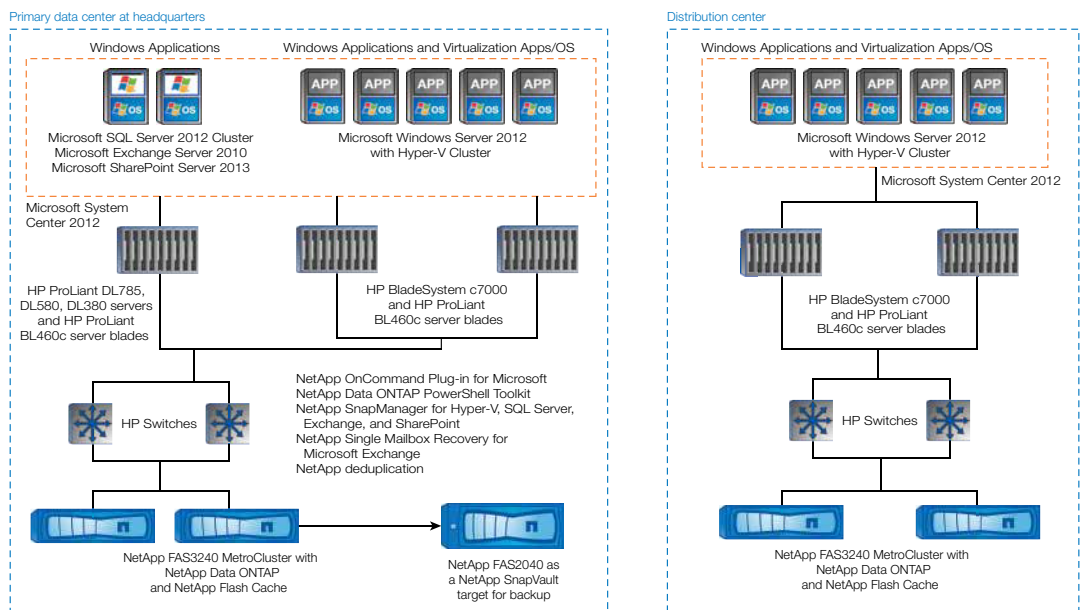 Primary data center at headquarters
Windows Applications
Windows Applications and Virtualization Apps/OS
OS
OS
APP
APP
APP
APP
APP
OS
OS
OS
OS
OS
Microsoft SQL Server 2012 Cluster
Microsoft Exchange Server 2010
Microsoft SharePoint Server 2013
Microsoft Windows Server 2012
with Hyper-V Cluster
Microsoft System
Center 2012
HP ProLiant DL785,
DL580, DL380 servers
and HP ProLiant
BL460c server blades
HP BladeSystem c7000
and HP ProLiant
BL460c server blades
HP Switches
NetApp OnCommand Plug-in for Microsoft
NetApp Data ONTAP PowerShell Toolkit
NetApp SnapManager for Hyper-V, SQL Server,
Exchange, and SharePoint
NetApp Single Mailbox Recovery for
Microsoft Exchange
NetApp deduplication
NetApp FAS3240 MetroCluster with
NetApp Data ONTAP
and NetApp Flash Cache
NetApp FAS2040 as
a NetApp SnapVault
target for backup
Distribution center
Windows Applications and Virtualization Apps/OS
APP
APP
APP
APP
APP
OS
OS
OS
OS
OS
Microsoft Windows Server 2012
with Hyper-V Cluster
Microsoft System Center 2012
HP BladeSystem c7000
and HP ProLiant
BL460c server blades
HP Switches
NetApp FAS3240 MetroCluster with
NetApp Data ONTAP
and NetApp Flash Cache